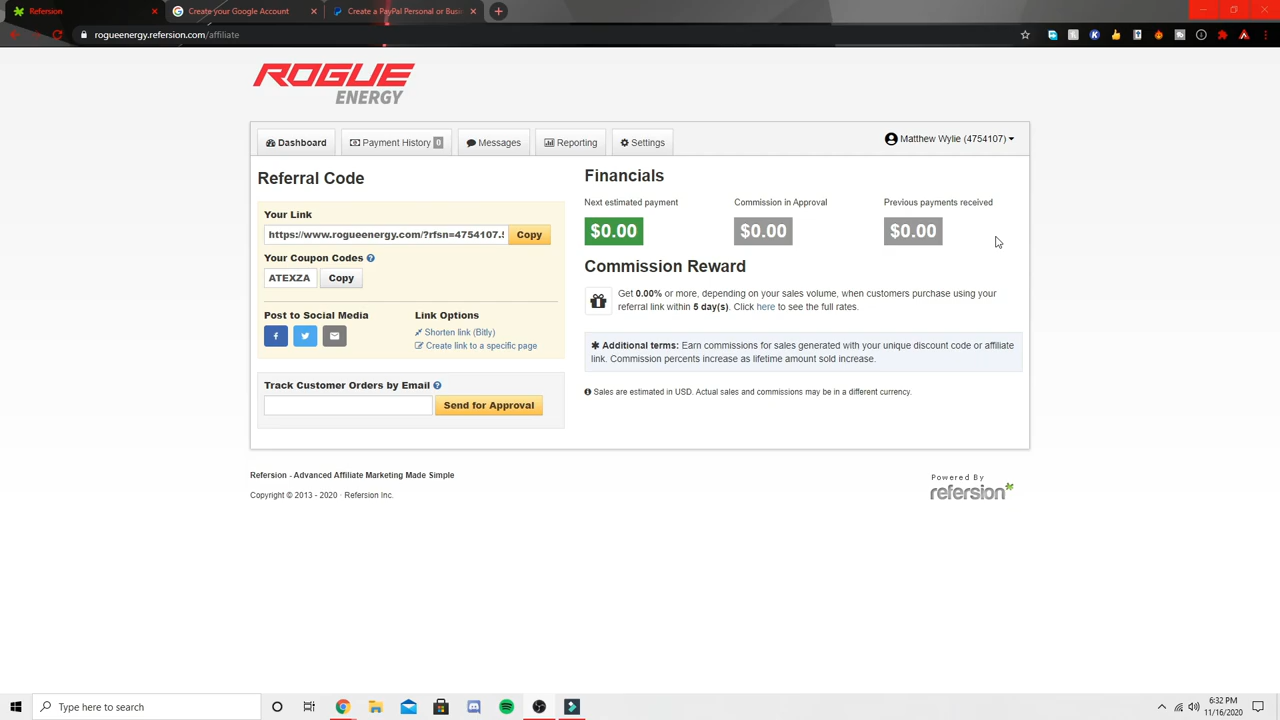 Refersion
Create your Google Account
Create a PayPal Personal or Busi
rogueenergy.refersion.com/affiliate
ROGUE
ENERGY
Dashboard
Payment History 0
Messages
Reporting
Settings
Matthew Wylie (4754107)
Referral Code
Your Link
https://www.rogueenergy.com/?rfsn=4754107.
Copy
Your Coupon Codes
ATEXZA
Copy
Post to Social Media
Link Options
Shorten link (Bitly)
Create link to a specific page
Track Customer Orders by Email
Send for Approval
Financials
Next estimated payment
Commission in Approval
Previous payments received
$0.00
$0.00
$0.00
Commission Reward
Get 0.00% or more, depending on your sales volume, when customers purchase using your
referral link within 5 day(s). Click here to see the full rates.
Additional terms: Earn commissions for sales generated with your unique discount code or affiliate
link. Commission percents increase as lifetime amount sold increase.
Sales are estimated in USD. Actual sales and commissions may be in a different currency.
Refersion - Advanced Affiliate Marketing Made Simple
Copyright © 2013 - 2020 · Refersion Inc.
Powered By
refersion
Type here to search
6:32 PM
11/16/2020